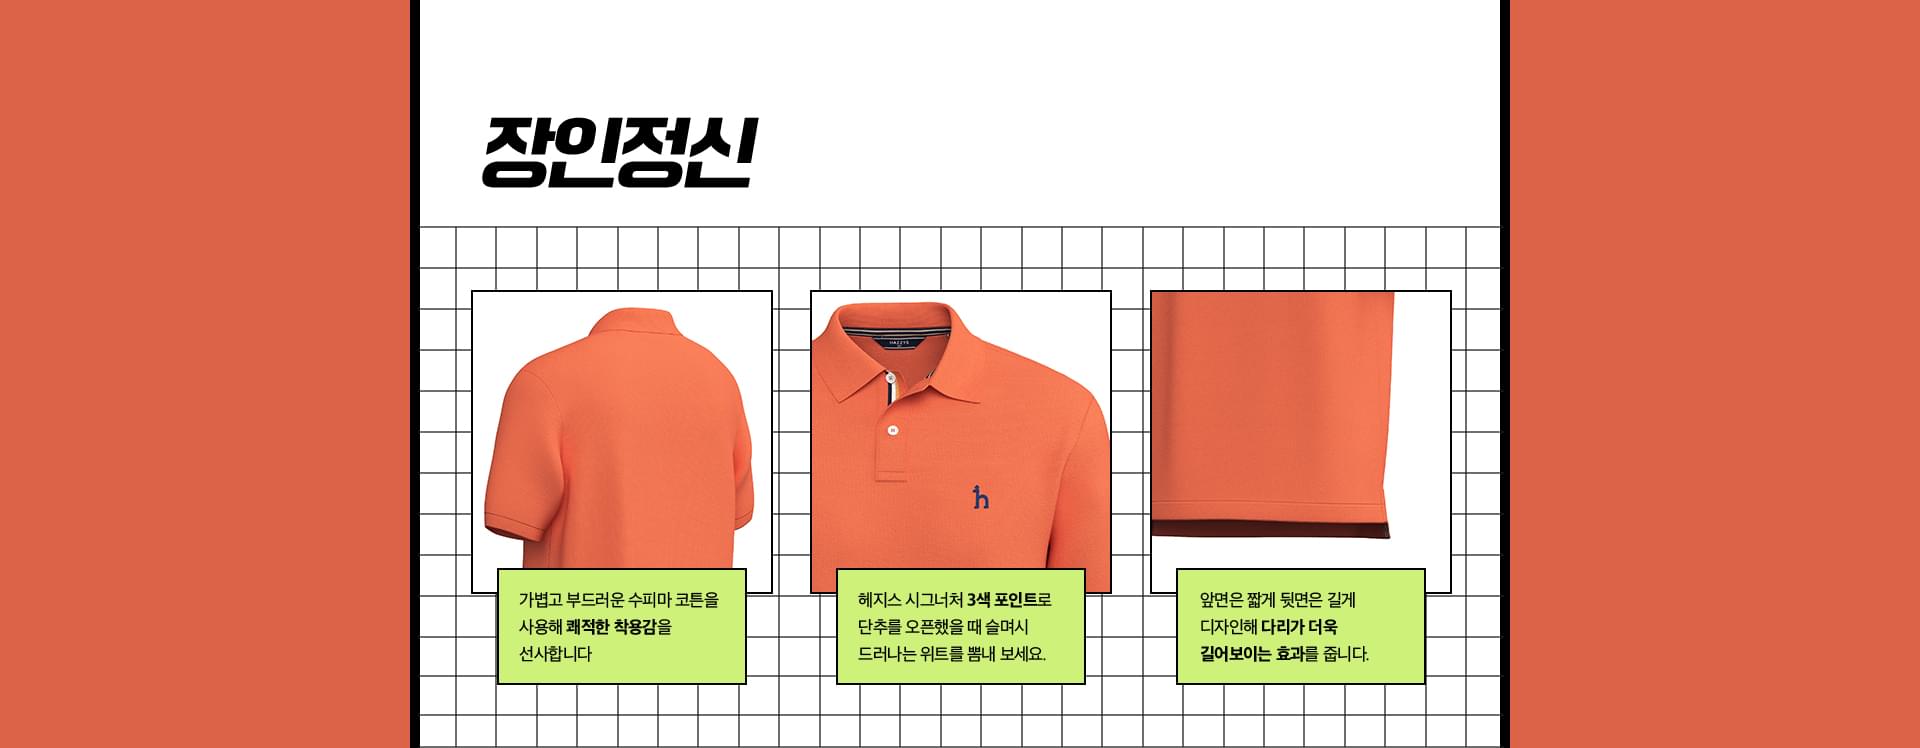 장인정신
HAZZYS
h
가볍고 부드러운 수피마 코튼을
사용해 쾌적한 착용감을
선사합니다
헤지스 시그너처 3색 포인트로
단추를 오픈했을 때 슬며시
드러나는 위트를 뽐내 보세요.
앞면은 짧게 뒷면은 길게
디자인해 다리가 더욱
길어보이는 효과를 줍니다.